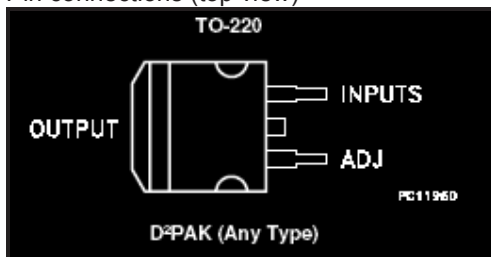 TO-220
INPUTS
OUTPUT
ADJ
PC11960
D²PAK (Any Type)